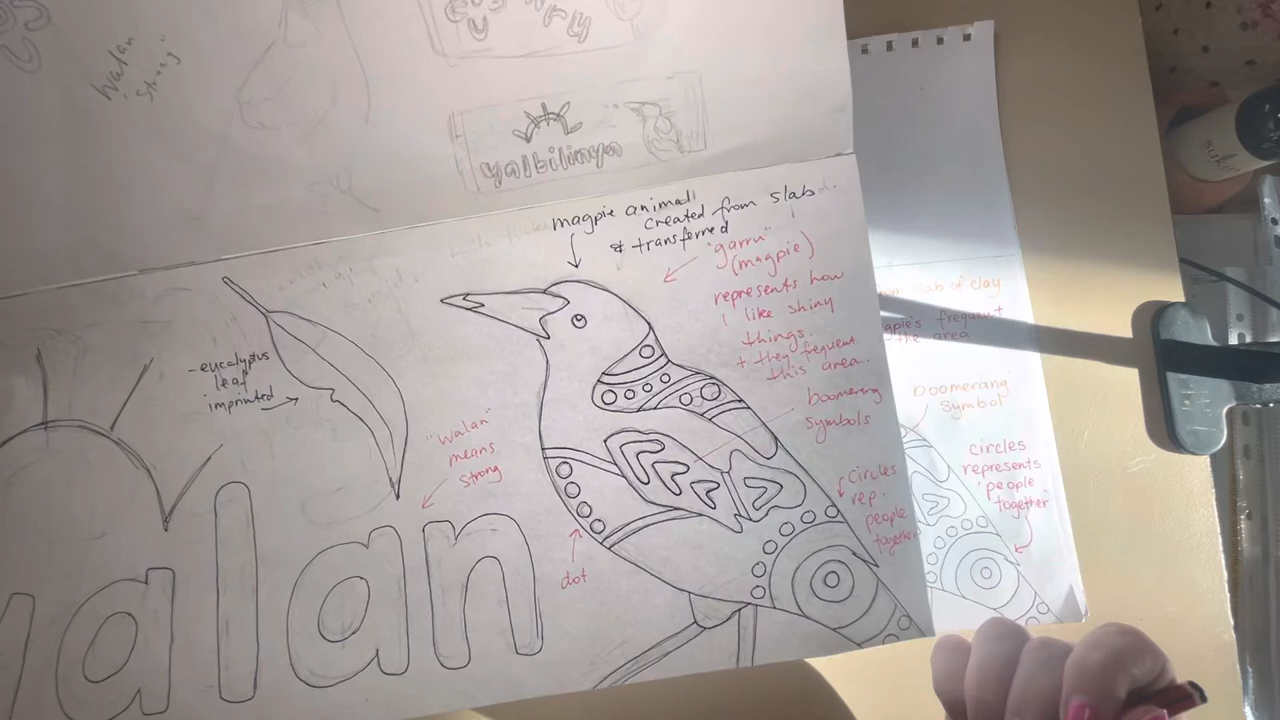 walan
strong
yalbilinya
magpie animal
created from slab
& transferred
"garru"
(magpie)
represents how
I like shiny
things.
+ they frequent
this area.
-eucalyptus
leaf
imprinted
"walan"
means
strong
boomerang
symbols
circles
rep.
people
together
dot
walan
slab of clay
frequent
the area
boomerang
symbol
circles
represents
"people
together"